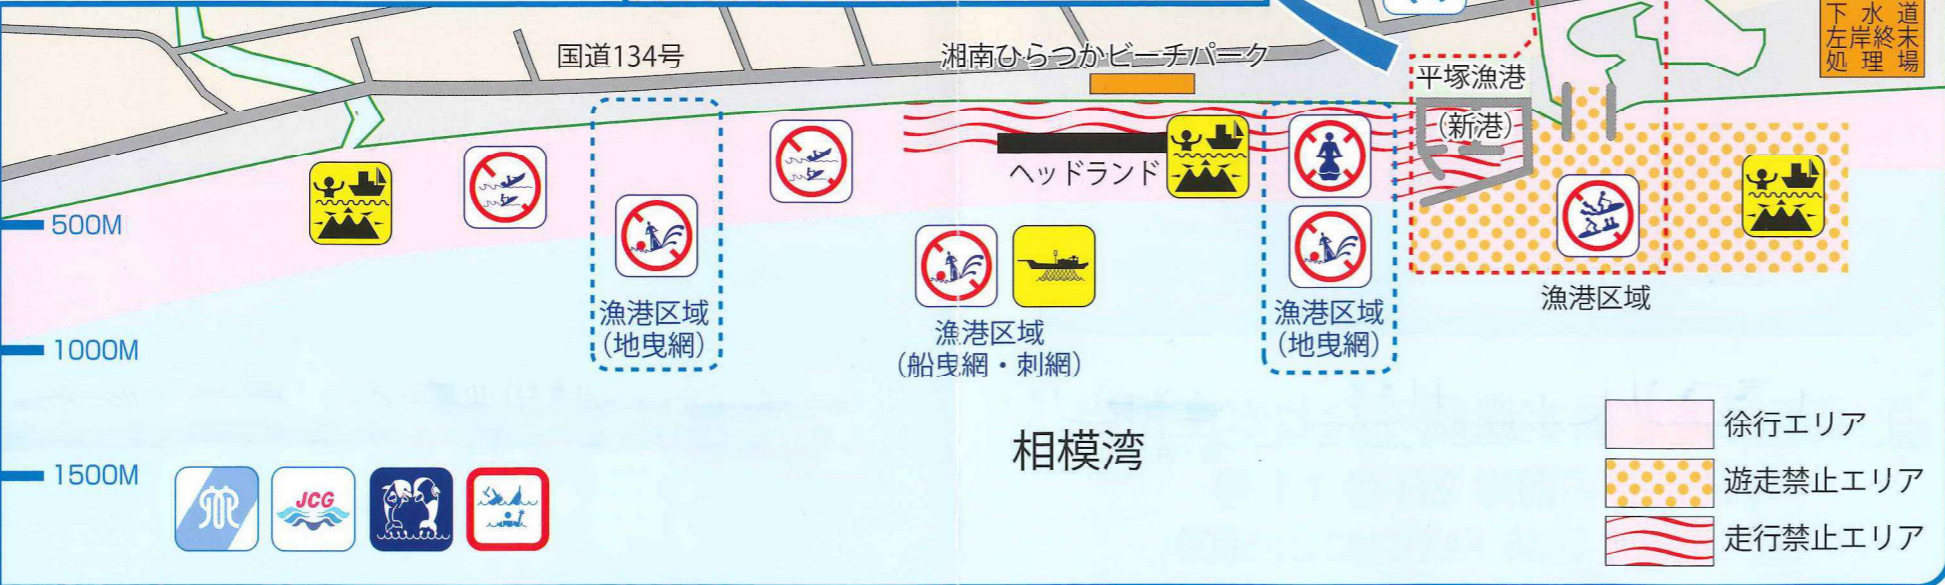 下水道
左岸終末
処理場
国道134号
湘南ひらつかビーチパーク
平塚漁港
（新港）
ヘッドランド
500M
漁港区域
（地曳網）
漁港区域
（船曳網・刺網）
漁港区域
（地曳網）
漁港区域
1000M
相模湾
1500M
JCG
徐行エリア
遊走禁止エリア
走行禁止エリア